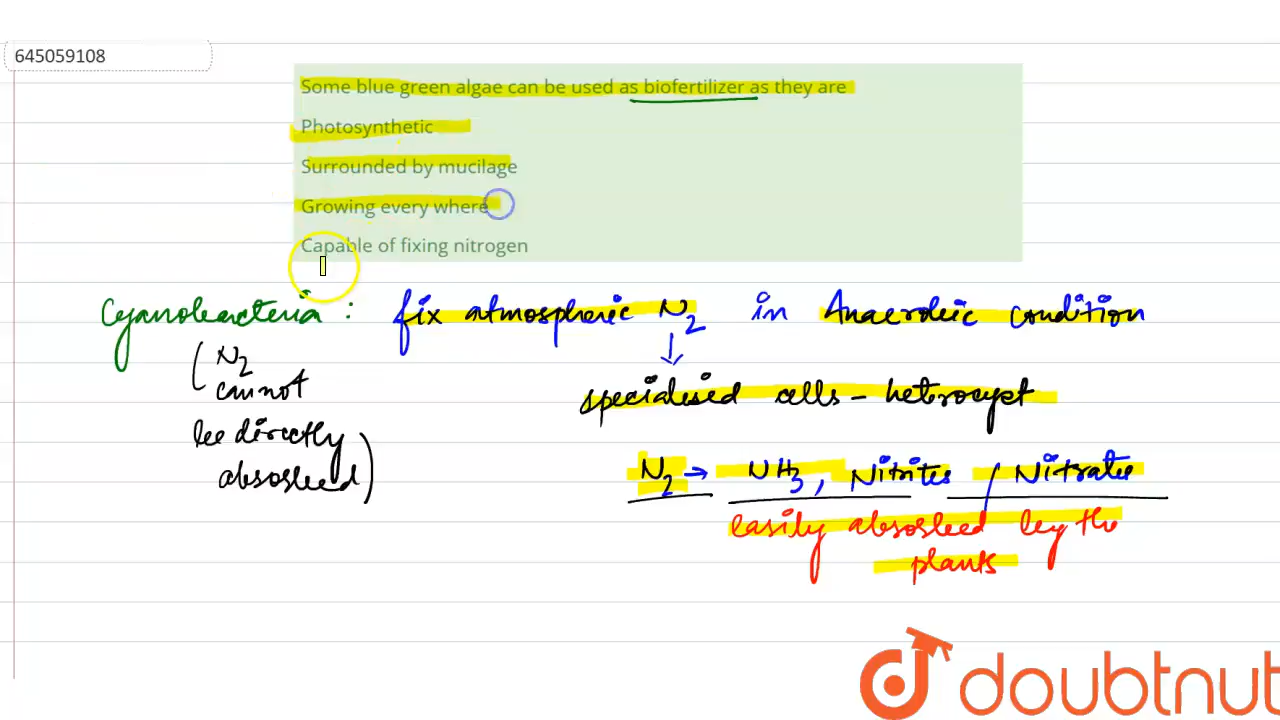 645059108
Some blue green algae can be used as biofertilizer as they are
Photosynthetic
Surrounded by mucilage
Growing every where
Capable of fixing nitrogen
Cyanobacteria : fix atmospheric N2 in Anaerobic condition
(N2
cannot
be directly
absorbed)
specialised cells - heterocyst
N2 → NH3, Nitrites / Nitrates
easily absorbed by the
plants
doubtnut